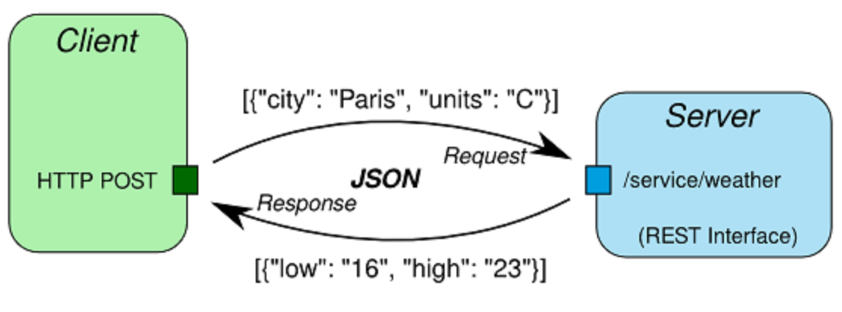 Client
[{"city": "Paris", "units": "C"}]
Server
Request
HTTP POST
JSON
/service/weather
Response
(REST Interface)
[{"low": "16", "high": "23"}]